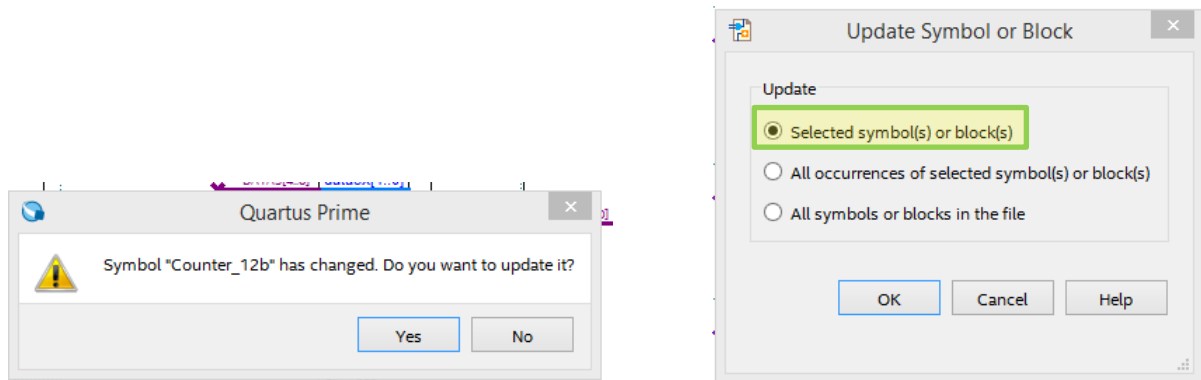 Quartus Prime
Symbol "Counter_12b" has changed. Do you want to update it?
Yes
No
Update Symbol or Block
Update
Selected symbol(s) or block(s)
All occurrences of selected symbol(s) or block(s)
All symbols or blocks in the file
OK
Cancel
Help